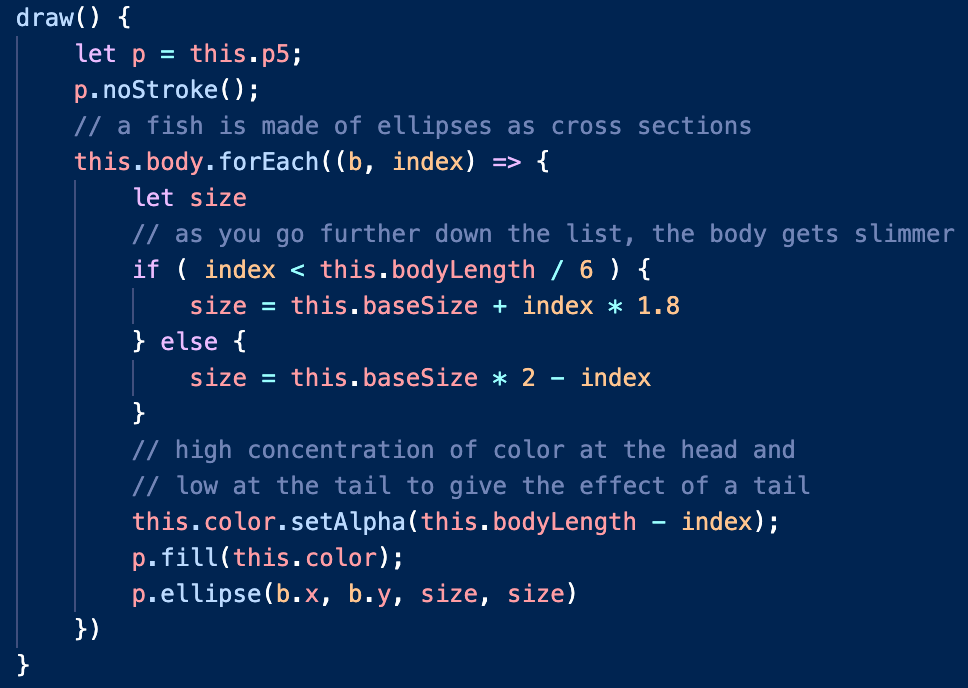 draw() {
    let p = this.p5;
    p.noStroke();
    // a fish is made of ellipses as cross sections
    this.body.forEach((b, index) => {
        let size
        // as you go further down the list, the body gets slimmer
        if ( index < this.bodyLength / 6 ) {
            size = this.baseSize + index * 1.8
        } else {
            size = this.baseSize * 2 - index
        }
        // high concentration of color at the head and
        // low at the tail to give the effect of a tail
        this.color.setAlpha(this.bodyLength - index);
        p.fill(this.color);
        p.ellipse(b.x, b.y, size, size)
    })
}